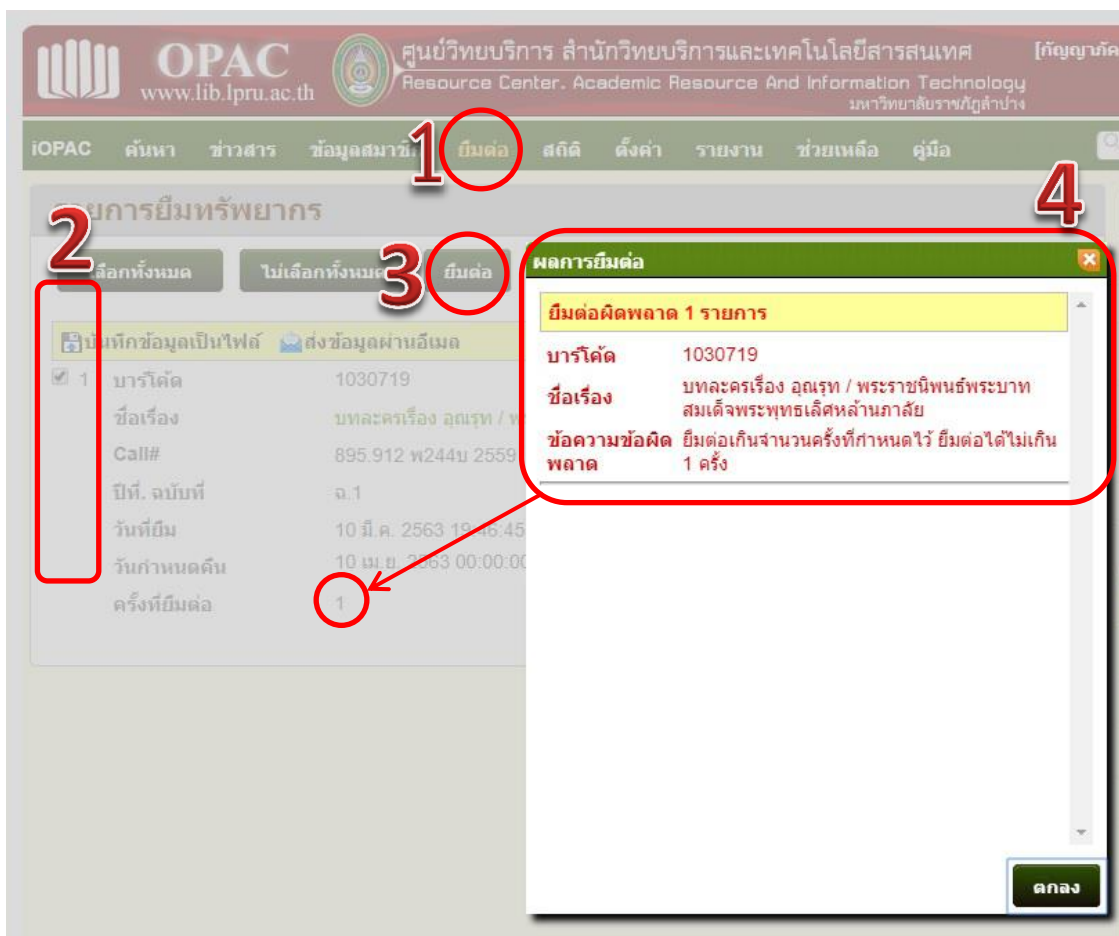 OPAC
www.lib.lpru.ac.th
ศูนย์วิทยบริการ สำนักวิทยบริการและเทคโนโลยีสารสนเทศ
Resource Center. Academic Resource And Information Technology
มหาวิทยาลัยราชภัฏลำปาง
[กัญญาภัค
iOPAC ค้นหา ข่าวสาร ข้อมูลสมาชิก 1 ยืมต่อ สถิติ ตั้งค่า รายงาน ช่วยเหลือ คู่มือ
รายการยืมทรัพยากร
2
เลือกทั้งหมด ไม่เลือกทั้งหมด 3 ยืมต่อ
บันทึกข้อมูลเป็นไฟล์ ส่งข้อมูลผ่านอีเมล
1 บาร์โค้ด 1030719
ชื่อเรื่อง บทละครเรื่อง อุณรุท /
Call# 895.912 พ244บ 2559
ปีที่. ฉบับที่ ฉ.1
วันที่ยืม 10 มี.ค. 2563 19:46:45
วันกำหนดคืน 10 เม.ย. 2563 00:00:00
ครั้งที่ยืมต่อ 1
4
ผลการยืมต่อ
ยืมต่อผิดพลาด 1 รายการ
บาร์โค้ด 1030719
ชื่อเรื่อง บทละครเรื่อง อุณรุท / พระราชนิพนธ์พระบาท
สมเด็จพระพุทธเลิศหล้านภาลัย
ข้อความข้อผิด ยืมต่อเกินจำนวนครั้งที่กำหนดไว้ ยืมต่อได้ไม่เกิน
พลาด 1 ครั้ง
ตกลง